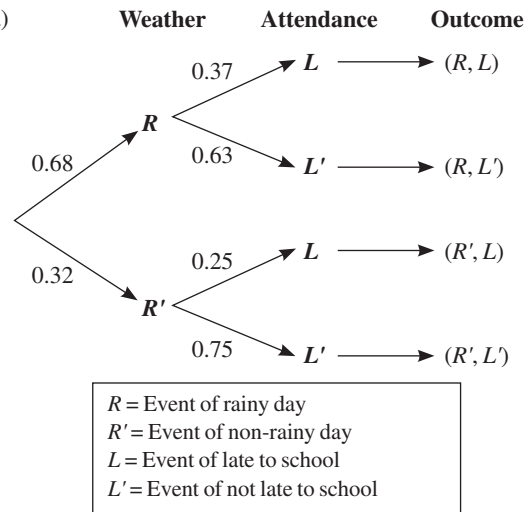 )
Weather Attendance Outcome
0.37 L (R, L)
R
0.68 0.63 L' (R, L')
0.32 0.25 L (R', L)
R'
0.75 L' (R', L')
R = Event of rainy day
R' = Event of non-rainy day
L = Event of late to school
L' = Event of not late to school